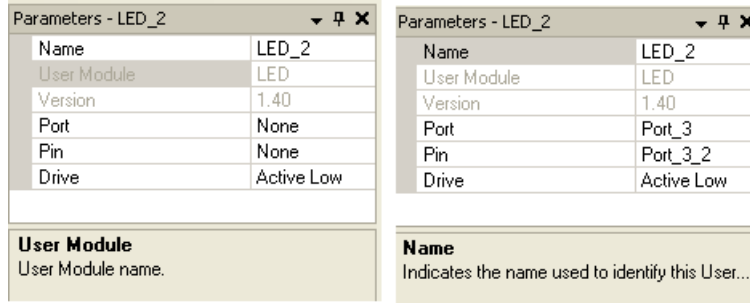 Parameters - LED_2
Name LED_2
User Module LED
Version 1.40
Port None
Pin None
Drive Active Low
User Module
User Module name.
Parameters - LED_2
Name LED_2
User Module LED
Version 1.40
Port Port_3
Pin Port_3_2
Drive Active Low
Name
Indicates the name used to identify this User...